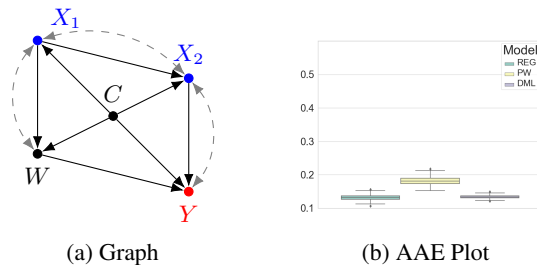 X₁
X₂
C
W
Y
(a) Graph
Model
REG
PW
DML
0.5
0.4
0.3
0.2
0.1
(b) AAE Plot